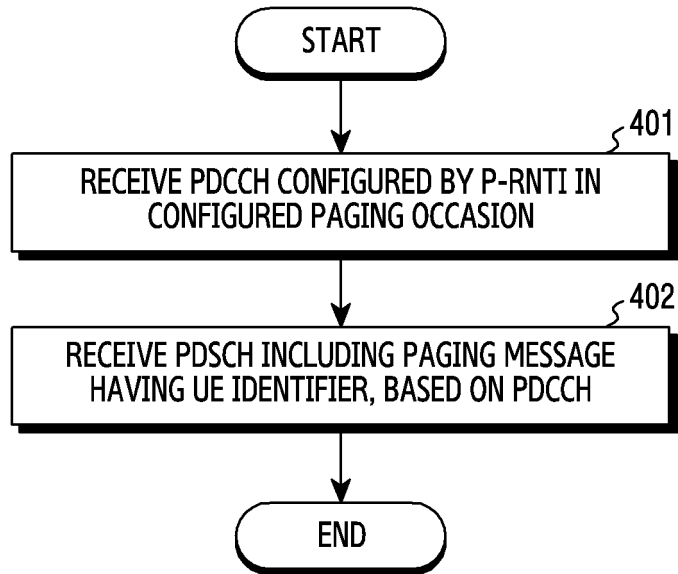 START
401
RECEIVE PDCCH CONFIGURED BY P-RNTI IN
CONFIGURED PAGING OCCASION
402
RECEIVE PDSCH INCLUDING PAGING MESSAGE
HAVING UE IDENTIFIER, BASED ON PDCCH
END